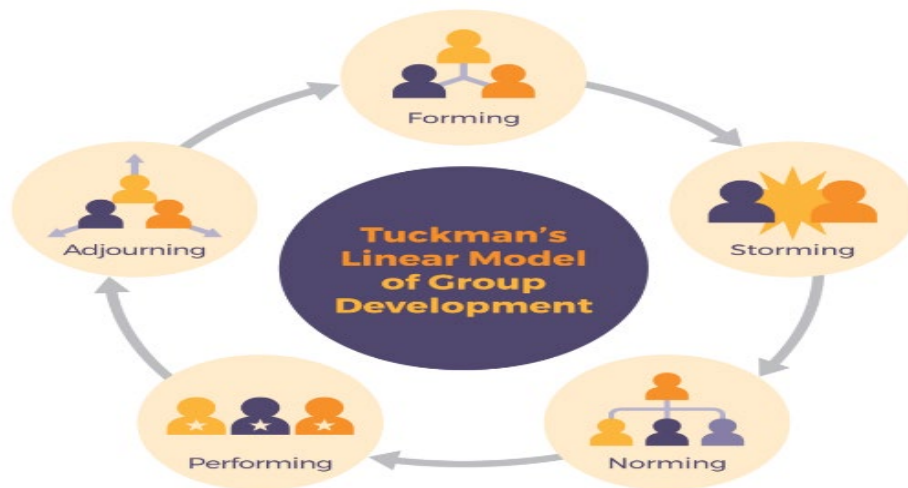 Forming
Storming
Norming
Performing
Adjourning
Tuckman's
Linear Model
of Group
Development